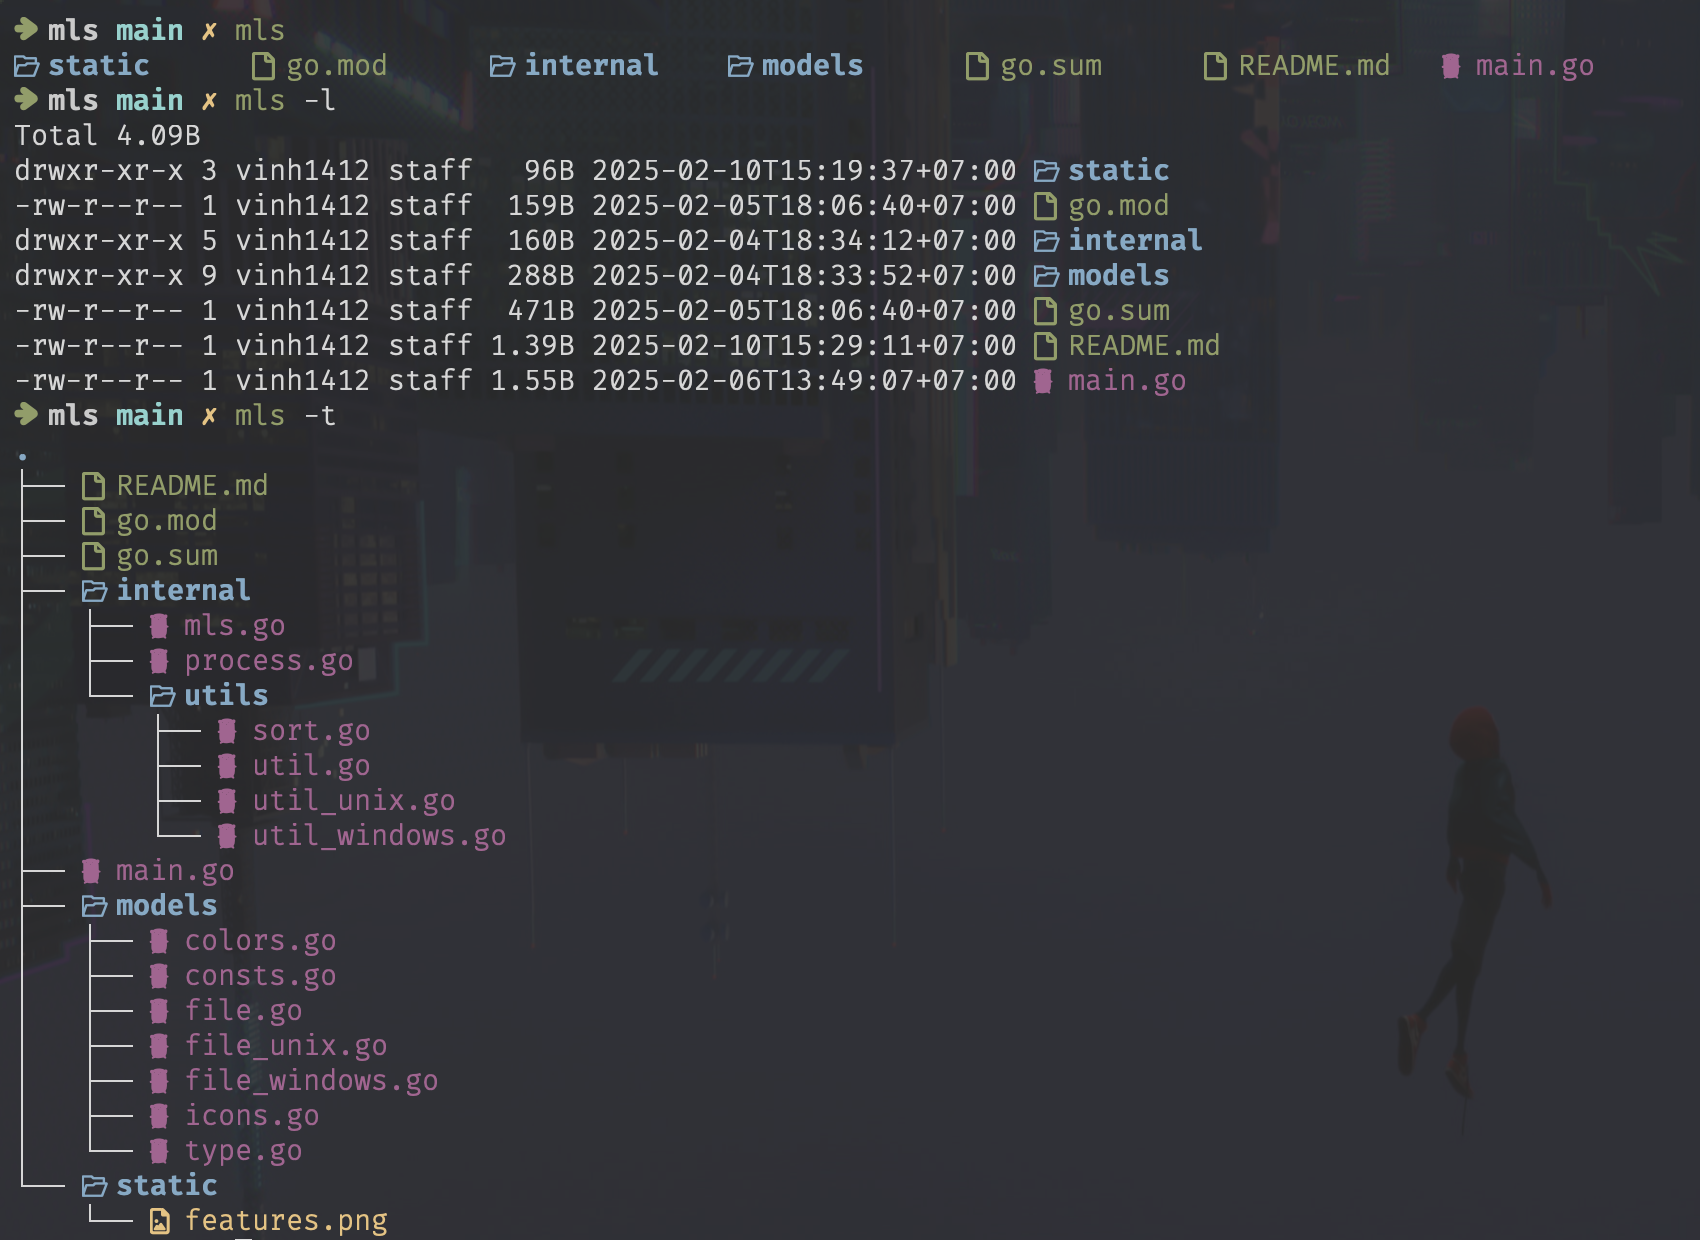 mls main ✗ mls
static go.mod internal models go.sum README.md main.go
mls main ✗ mls -l
Total 4.09B
drwxr-xr-x 3 vinh1412 staff 96B 2025-02-10T15:19:37+07:00 static
-rw-r--r-- 1 vinh1412 staff 159B 2025-02-05T18:06:40+07:00 go.mod
drwxr-xr-x 5 vinh1412 staff 160B 2025-02-04T18:34:12+07:00 internal
drwxr-xr-x 9 vinh1412 staff 288B 2025-02-04T18:33:52+07:00 models
-rw-r--r-- 1 vinh1412 staff 471B 2025-02-05T18:06:40+07:00 go.sum
-rw-r--r-- 1 vinh1412 staff 1.39B 2025-02-10T15:29:11+07:00 README.md
-rw-r--r-- 1 vinh1412 staff 1.55B 2025-02-06T13:49:07+07:00 main.go
mls main ✗ mls -t
.
├── README.md
├── go.mod
├── go.sum
├── internal
│   ├── mls.go
│   ├── process.go
│   └── utils
│       ├── sort.go
│       ├── util.go
│       ├── util_unix.go
│       └── util_windows.go
├── main.go
├── models
│   ├── colors.go
│   ├── consts.go
│   ├── file.go
│   ├── file_unix.go
│   ├── file_windows.go
│   ├── icons.go
│   └── type.go
└── static
    └── features.png